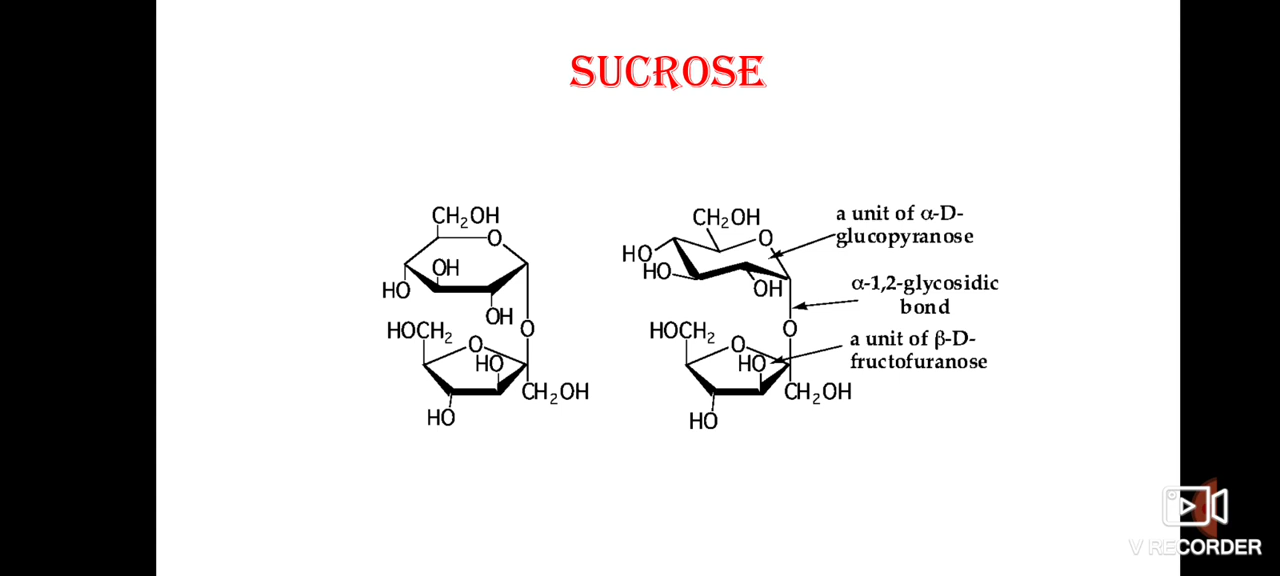 SUCROSE
CH₂OH
O
OH
HO
OH
O
HOCH₂
O
HO
CH₂OH
HO
CH₂OH
O
HO
HO
OH
O
HOCH₂
O
HO
CH₂OH
HO
a unit of α-D-
glucopyranose
α-1,2-glycosidic
bond
a unit of β-D-
fructofuranose
V RECORDER